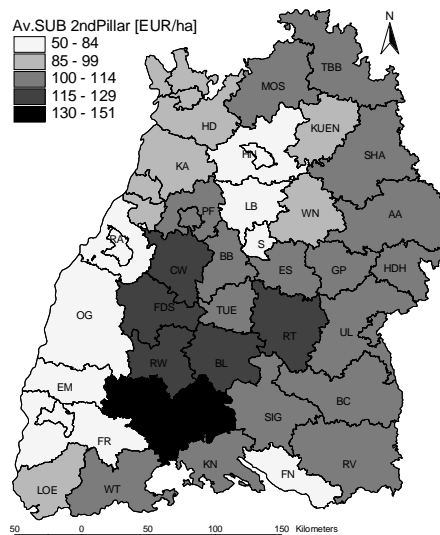 Av.SUB 2ndPillar [EUR/ha]
50 - 84
85 - 99
100 - 114
115 - 129
130 - 151
N
TBB
MOS
HD
KUEN
HN
SHA
KA
LB
WN
PF
AA
RA
S
CW
BB
ES
GP
HDH
FDS
TUE
OG
RT
UL
RW
BL
EM
BC
SIG
FR
KN
FN
RV
LOE
WT
50 0 50 100 150 Kilometers